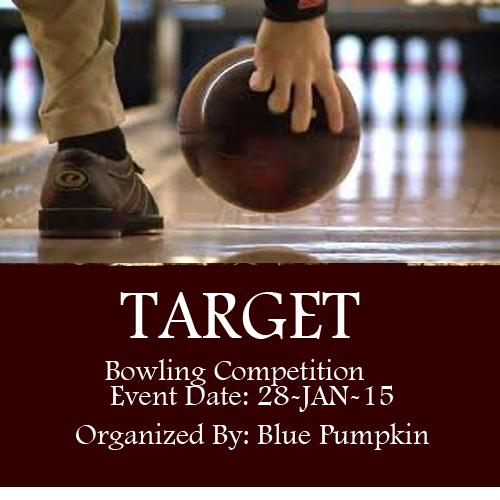 TARGET
Bowling Competition
Event Date: 28-JAN-15
Organized By: Blue Pumpkin